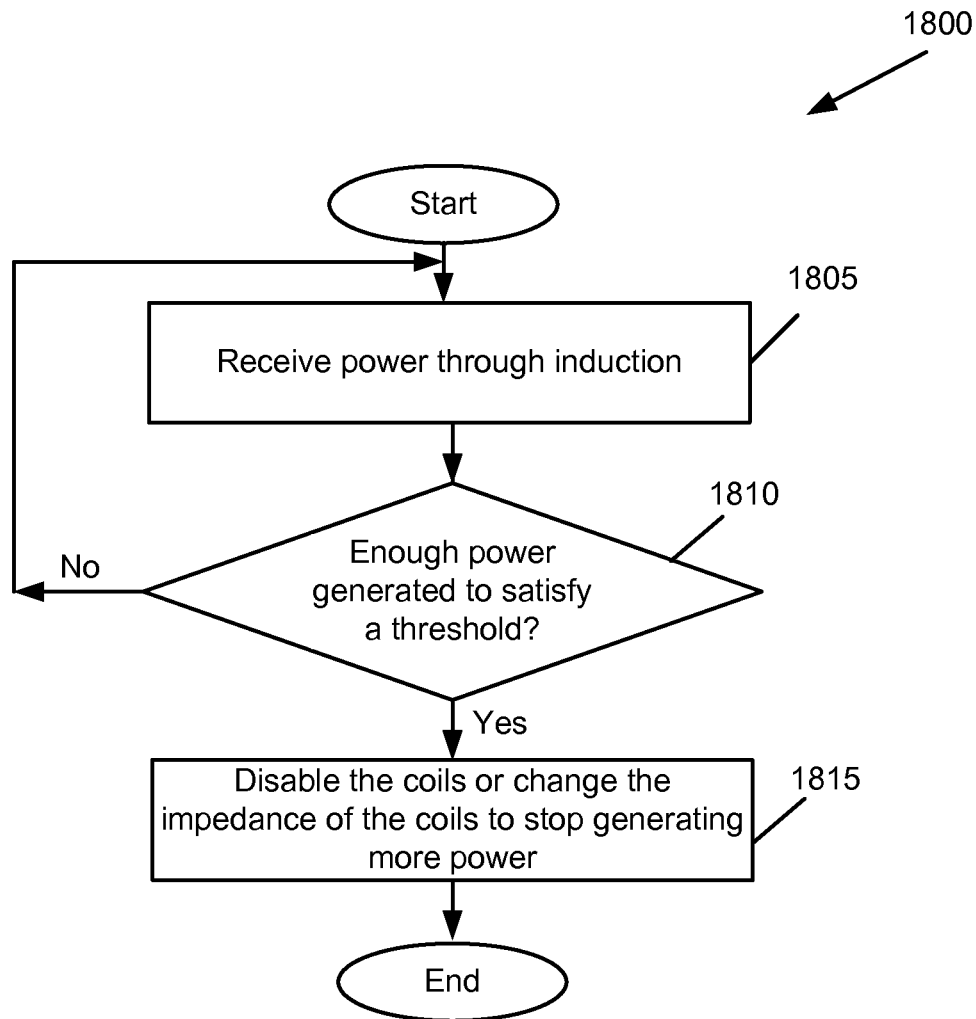 1800
Start
1805
Receive power through induction
1810
Enough power
generated to satisfy
a threshold?
No
Yes
1815
Disable the coils or change the
impedance of the coils to stop generating
more power
End